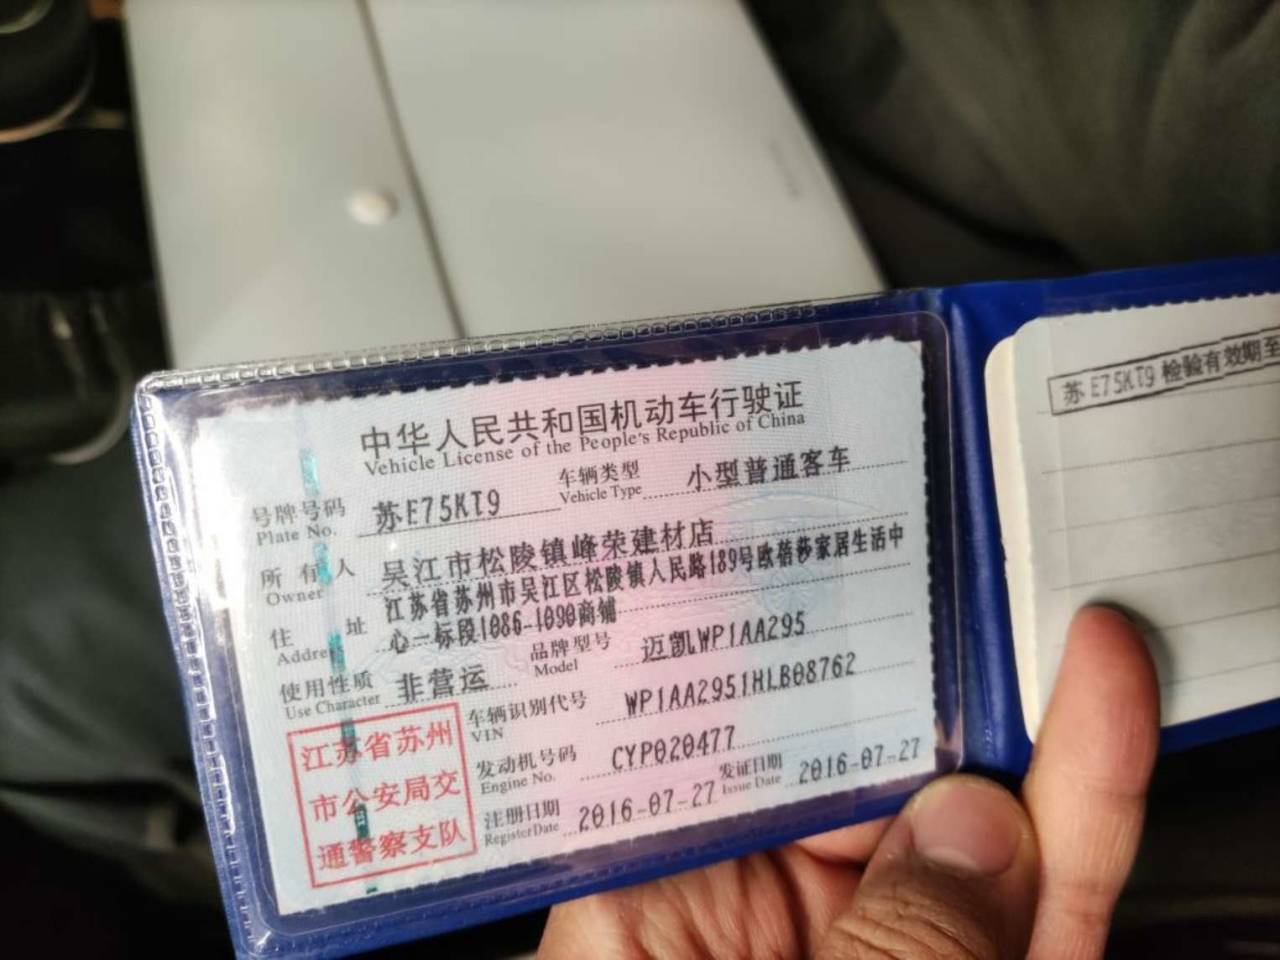 中华人民共和国机动车行驶证
Vehicle License of the People's Republic of China
号牌号码 苏E75KT9 车辆类型 小型普通客车
Plate No. Vehicle Type
所有人 吴江市松陵镇峰荣建材店
Owner
住址 江苏省苏州市吴江区松陵镇人民路189号欧蓓莎家居生活中
Address 心一标段1086-1090商铺
使用性质 非营运 品牌型号 迈凯WP1AA295
Use Character Model
车辆识别代号 WP1AA2951HLB08762
VIN
发动机号码 CYP020477
Engine No.
注册日期 2016-07-27 发证日期 2016-07-27
RegisterDate Issue Date
江苏省苏州
市公安局交
通警察支队
苏E75KT9 检验有效期至